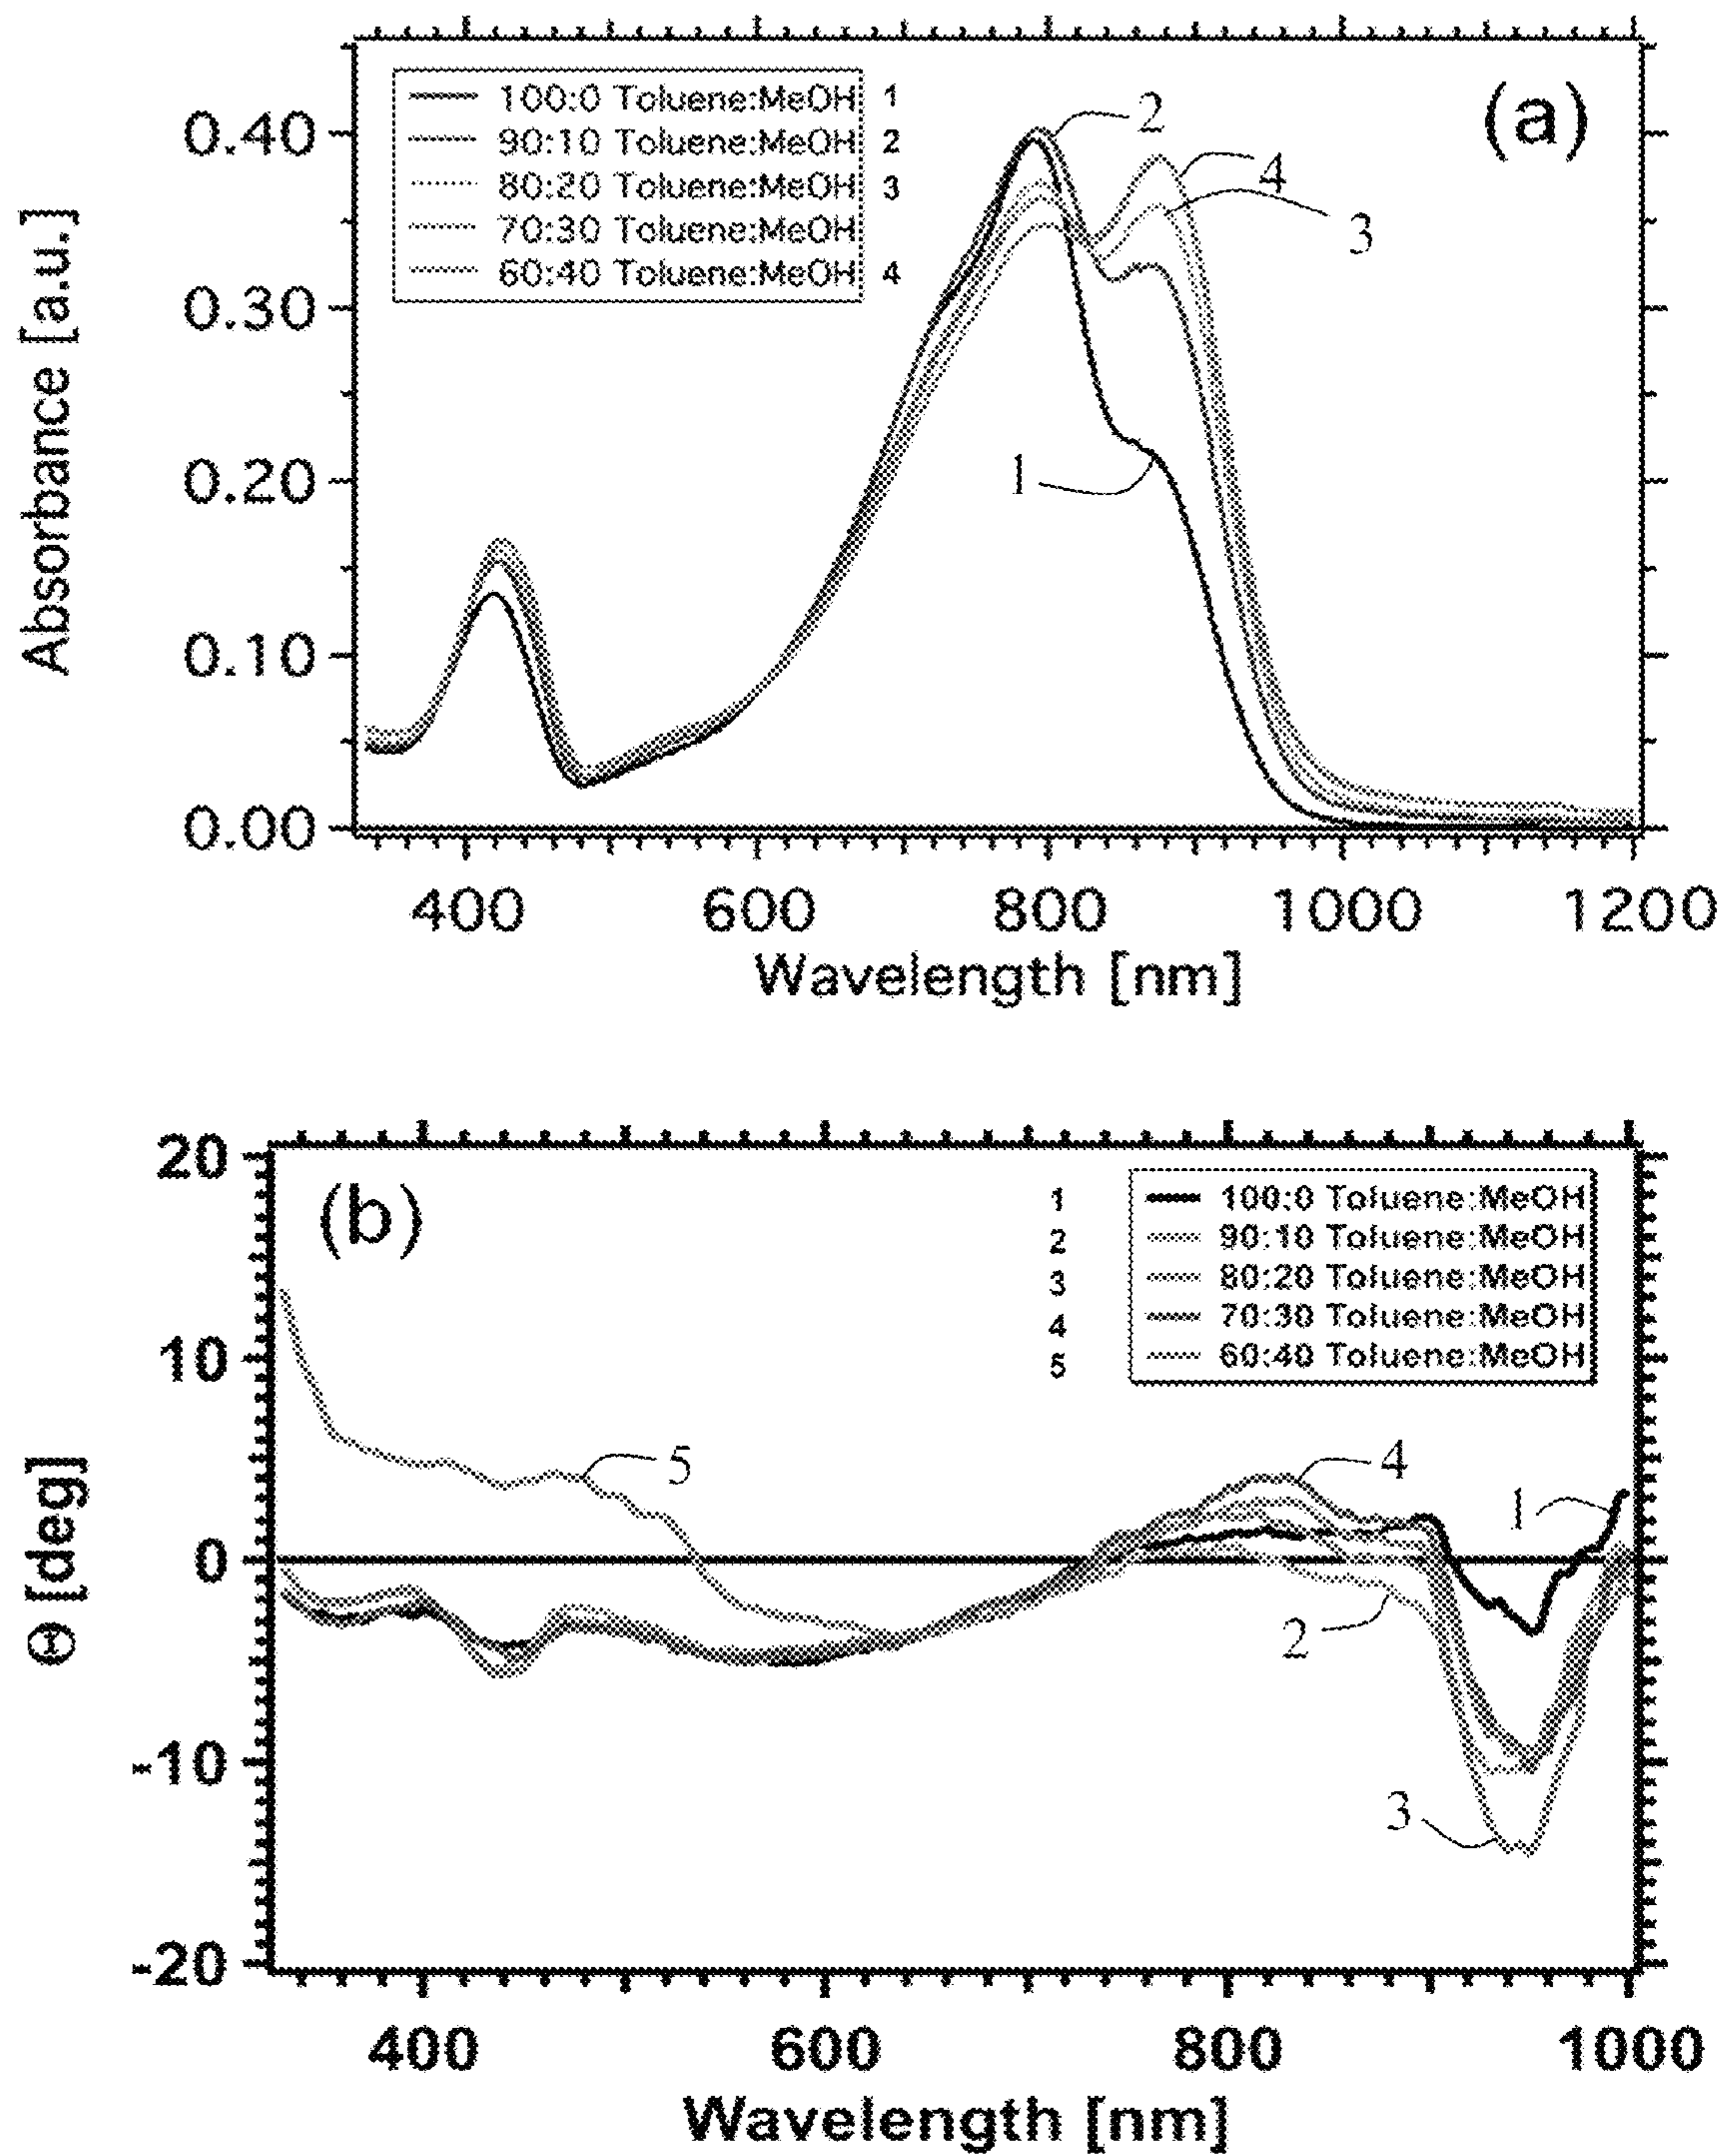 (a)
100:0 Toluene:MeOH 1
90:10 Toluene:MeOH 2
80:20 Toluene:MeOH 3
70:30 Toluene:MeOH
60:40 Toluene:MeOH 4
2
4
3
1
0.40
0.30
0.20
0.10
0.00
Absorbance [a.u.]
400 600 800 1000 1200
Wavelength [nm]
(b)
1 100:0 Toluene:MeOH
2 90:10 Toluene:MeOH
3 80:20 Toluene:MeOH
4 70:30 Toluene:MeOH
5 60:40 Toluene:MeOH
5
4
1
2
3
20
10
0
-10
-20
Θ [deg]
400 600 800 1000
Wavelength [nm]